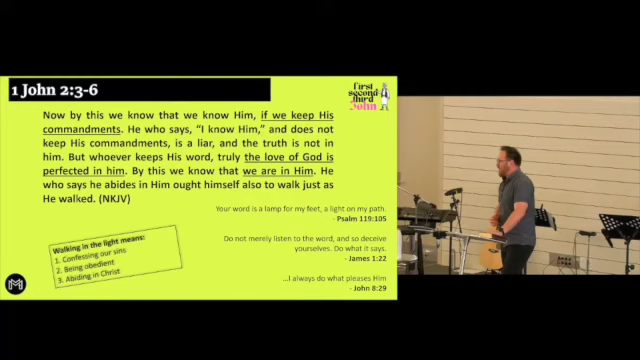 1 John 2:3-6
first
second
third
John
Now by this we know that we know Him, if we keep His
commandments. He who says, “I know Him,” and does not
keep His commandments, is a liar, and the truth is not in
him. But whoever keeps His word, truly the love of God is
perfected in him. By this we know that we are in Him. He
who says he abides in Him ought himself also to walk just as
He walked. (NKJV)
Your word is a lamp for my feet, a light on my path.
- Psalm 119:105
Do not merely listen to the word, and so deceive
yourselves. Do what it says.
- James 1:22
...I always do what pleases Him
- John 8:29
Walking in the light means:
1. Confessing our sins
2. Being obedient
3. Abiding in Christ
M